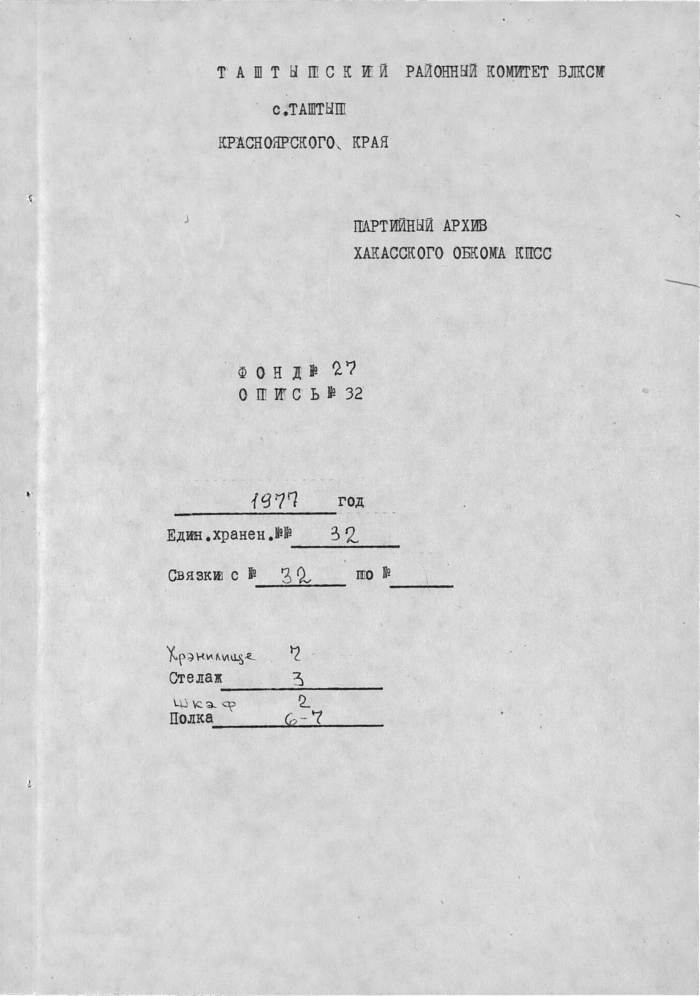 ТАШТЫПСКИЙ РАЙОННЫЙ КОМИТЕТ ВЛКСМ
с.ТАШТЫП
КРАСНОЯРСКОГО КРАЯ
ПАРТИЙНЫЙ АРХИВ
ХАКАССКОГО ОБКОМА КПСС
ФОНД № 27
ОПИСЬ № 32
1977 год
Един.хранен.№№ 32
Связки с № 32 по №
Хранилище 7
Стелаж 3
шкаф 2
Полка 6-7